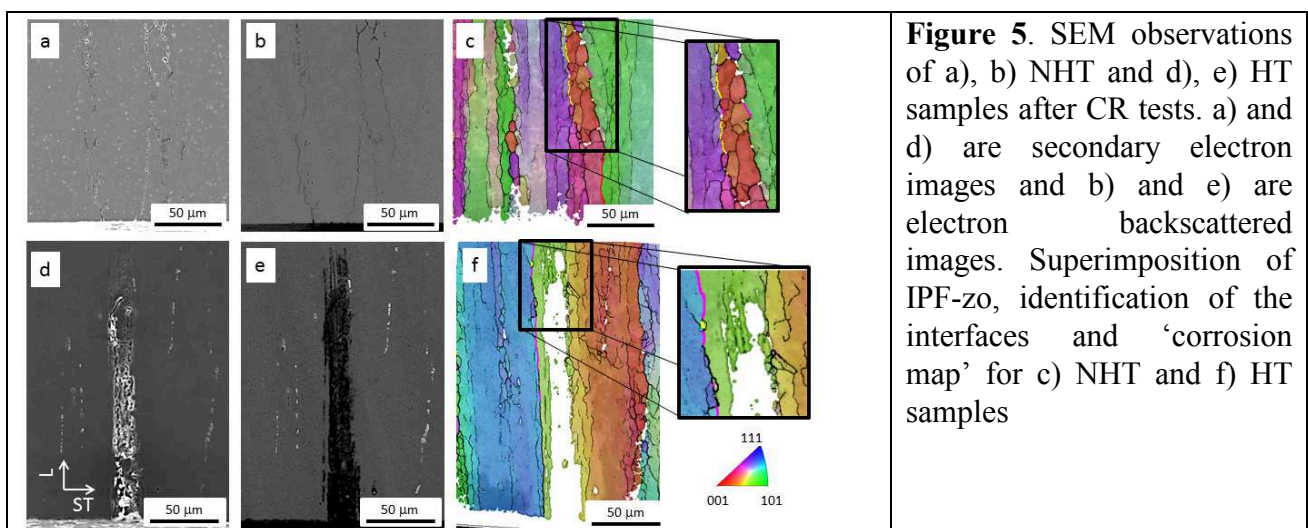 a
b
c
50 µm
50 µm
50 µm
d
e
f
L
ST
50 µm
50 µm
50 µm
111
001
101
Figure 5. SEM observations
of a), b) NHT and d), e) HT
samples after CR tests. a) and
d) are secondary electron
images and b) and e) are
electron backscattered
images. Superimposition of
IPF-zo, identification of the
interfaces and ‘corrosion
map’ for c) NHT and f) HT
samples